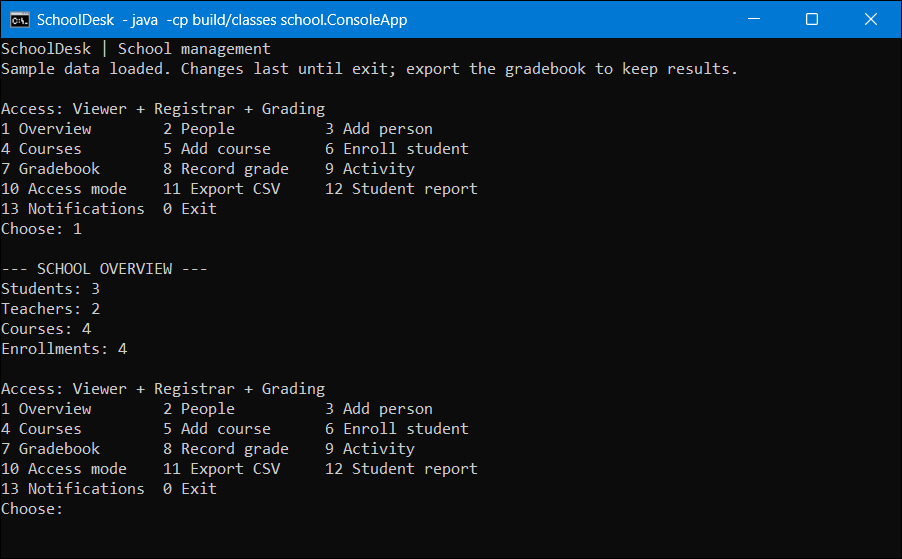 SchoolDesk - java -cp build/classes school.ConsoleApp
SchoolDesk | School management
Sample data loaded. Changes last until exit; export the gradebook to keep results.
Access: Viewer + Registrar + Grading
1 Overview 2 People 3 Add person
4 Courses 5 Add course 6 Enroll student
7 Gradebook 8 Record grade 9 Activity
10 Access mode 11 Export CSV 12 Student report
13 Notifications 0 Exit
Choose: 1
--- SCHOOL OVERVIEW ---
Students: 3
Teachers: 2
Courses: 4
Enrollments: 4
Access: Viewer + Registrar + Grading
1 Overview 2 People 3 Add person
4 Courses 5 Add course 6 Enroll student
7 Gradebook 8 Record grade 9 Activity
10 Access mode 11 Export CSV 12 Student report
13 Notifications 0 Exit
Choose: